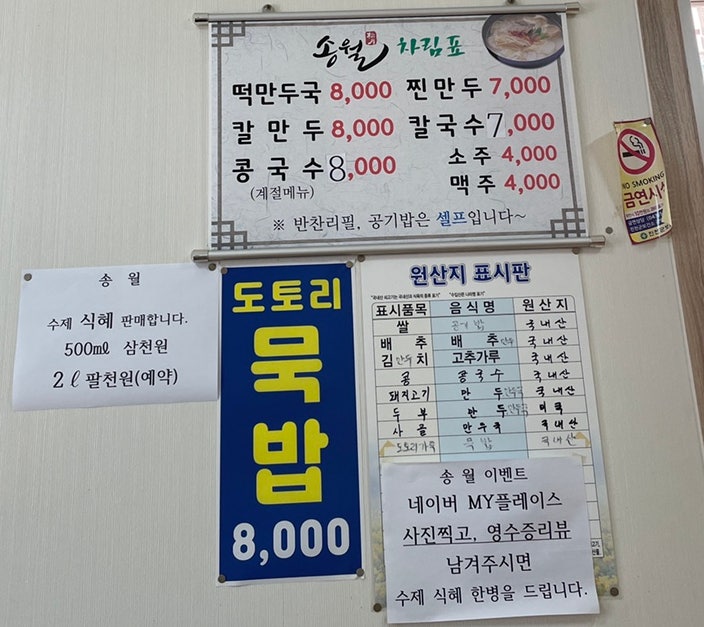 송월 차림표
떡만두국 8,000 찐만두 7,000
칼만두 8,000 칼국수 7,000
콩국수 8,000 소주 4,000
(계절메뉴) 맥주 4,000
※ 반찬리필, 공기밥은 셀프입니다~
NO SMOKING
금연시
송 월
수제 식혜 판매합니다.
500㎖ 삼천원
2ℓ 팔천원(예약)
도토리
묵
밥
8,000
원산지 표시판
표시품목 음식명 원산지
쌀 공기밥 국내산
배추 배추 국내산
김치 고추가루 국내산
콩 콩국수 국내산
돼지고기 만두 국내산
두부 만두 미국
사골 만두국 국내산
도토리가루 묵밥 국내산
송 월 이벤트
네이버 MY플레이스
사진찍고, 영수증리뷰
남겨주시면
수제 식혜 한병을 드립니다.